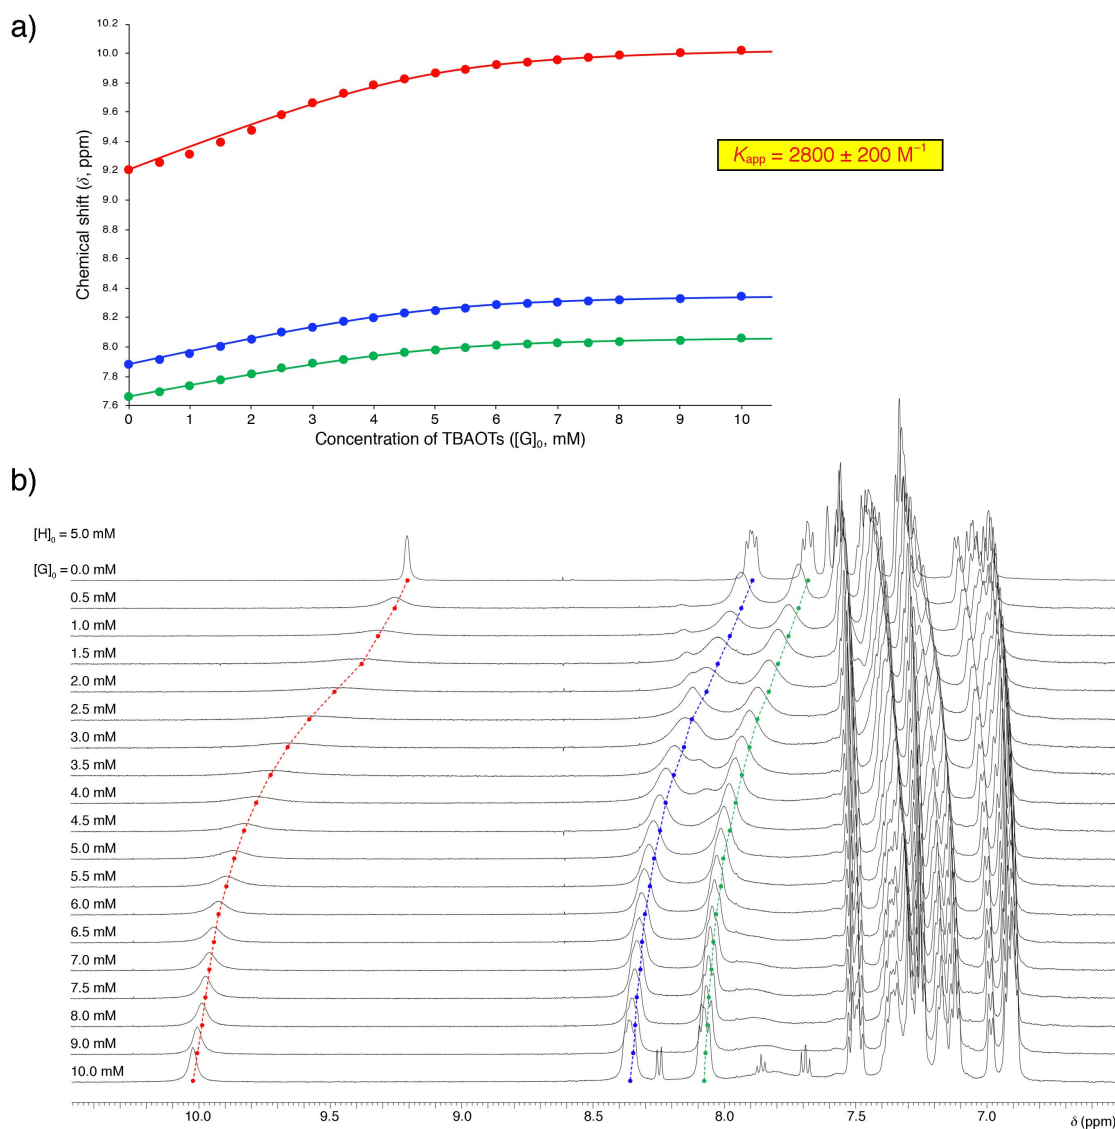 a)
10.2
10.0
9.8
9.6
9.4
9.2
9.0
8.8
8.6
8.4
8.2
8.0
7.8
7.6
Chemical shift (δ, ppm)
Kapp = 2800 ± 200 M⁻¹
0 1 2 3 4 5 6 7 8 9 10
Concentration of TBAOTs ([G]₀, mM)
b)
[H]₀ = 5.0 mM
[G]₀ = 0.0 mM
0.5 mM
1.0 mM
1.5 mM
2.0 mM
2.5 mM
3.0 mM
3.5 mM
4.0 mM
4.5 mM
5.0 mM
5.5 mM
6.0 mM
6.5 mM
7.0 mM
7.5 mM
8.0 mM
9.0 mM
10.0 mM
10.0 9.5 9.0 8.5 8.0 7.5 7.0 δ (ppm)